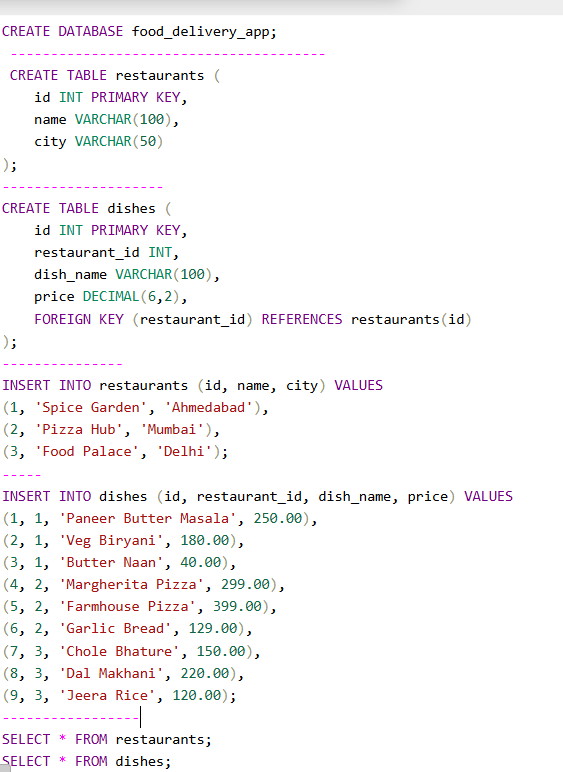 CREATE DATABASE food_delivery_app;
---------------------------------------
CREATE TABLE restaurants (
id INT PRIMARY KEY,
name VARCHAR(100),
city VARCHAR(50)
);
--------------------
CREATE TABLE dishes (
id INT PRIMARY KEY,
restaurant_id INT,
dish_name VARCHAR(100),
price DECIMAL(6,2),
FOREIGN KEY (restaurant_id) REFERENCES restaurants(id)
);
---------------
INSERT INTO restaurants (id, name, city) VALUES
(1, 'Spice Garden', 'Ahmedabad'),
(2, 'Pizza Hub', 'Mumbai'),
(3, 'Food Palace', 'Delhi');
-----
INSERT INTO dishes (id, restaurant_id, dish_name, price) VALUES
(1, 1, 'Paneer Butter Masala', 250.00),
(2, 1, 'Veg Biryani', 180.00),
(3, 1, 'Butter Naan', 40.00),
(4, 2, 'Margherita Pizza', 299.00),
(5, 2, 'Farmhouse Pizza', 399.00),
(6, 2, 'Garlic Bread', 129.00),
(7, 3, 'Chole Bhature', 150.00),
(8, 3, 'Dal Makhani', 220.00),
(9, 3, 'Jeera Rice', 120.00);
-----------------
SELECT * FROM restaurants;
SELECT * FROM dishes;